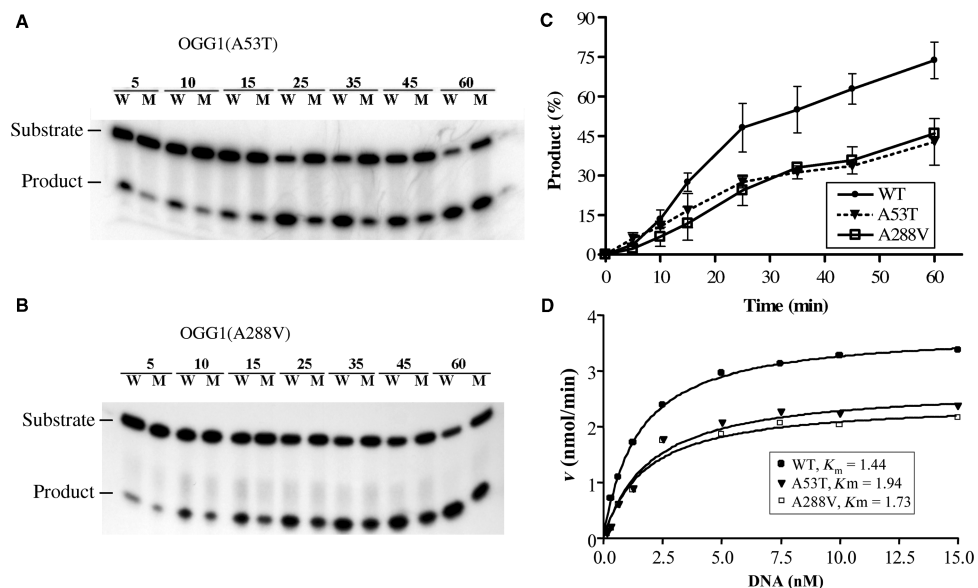 A
OGG1(A53T)
5 10 15 25 35 45 60
W M W M W M W M W M W M W M
Substrate
Product
B
OGG1(A288V)
5 10 15 25 35 45 60
W M W M W M W M W M W M W M
Substrate
Product
C
90
75
60
45
30
15
0
Product (%)
0 10 20 30 40 50 60
Time (min)
WT
A53T
A288V
D
4
3
2
1
0
v (nmol/min)
0.0 2.5 5.0 7.5 10.0 12.5 15.0
DNA (nM)
WT, Km = 1.44
A53T, Km = 1.94
A288V, Km = 1.73